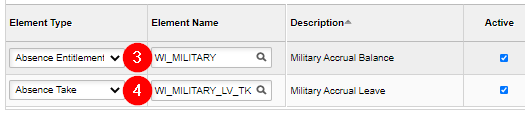 Element Type Element Name Description Active
Absence Entitlement 3 WI_MILITARY Military Accrual Balance
Absence Take 4 WI_MILITARY_LV_TK Military Accrual Leave